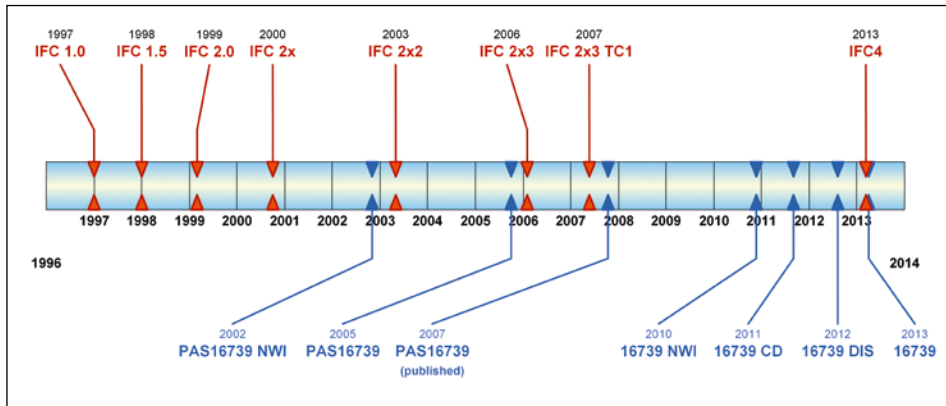 1997 1998 1999 2000 2003 2006 2007 2013
IFC 1.0 IFC 1.5 IFC 2.0 IFC 2x IFC 2x2 IFC 2x3 IFC 2x3 TC1 IFC4
1997 1998 1999 2000 2001 2002 2003 2004 2005 2006 2007 2008 2009 2010 2011 2012 2013
1996 2014
2002 2005 2007 2010 2011 2012 2013
PAS16739 NWI PAS16739 PAS16739 16739 NWI 16739 CD 16739 DIS 16739
(published)